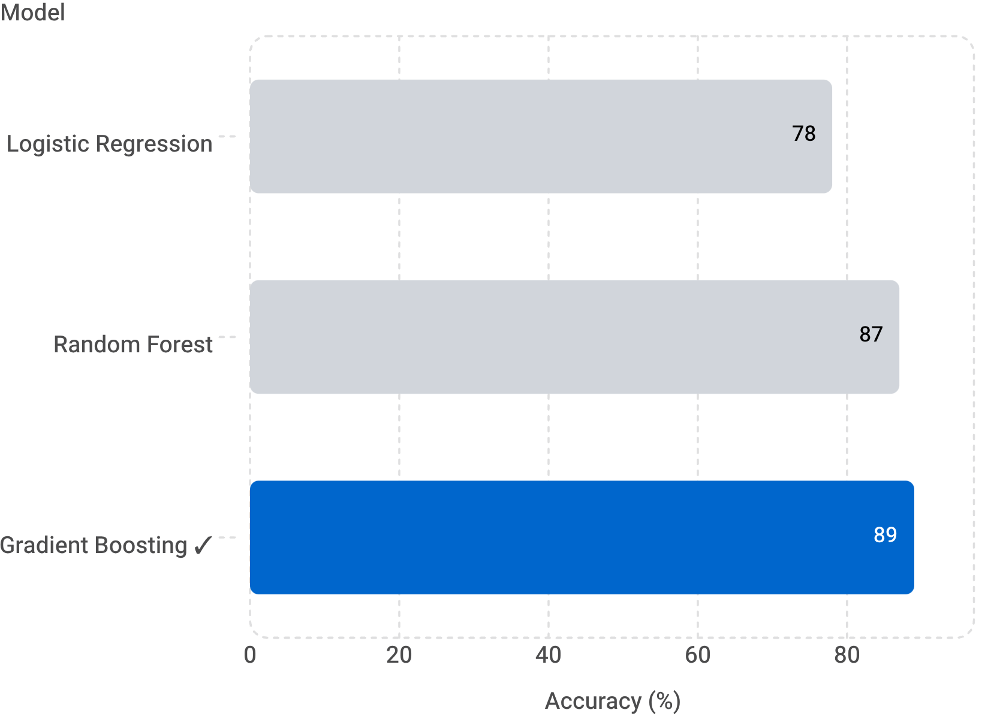 Model
Logistic Regression
78
Random Forest
87
Gradient Boosting ✓
89
0 20 40 60 80
Accuracy (%)